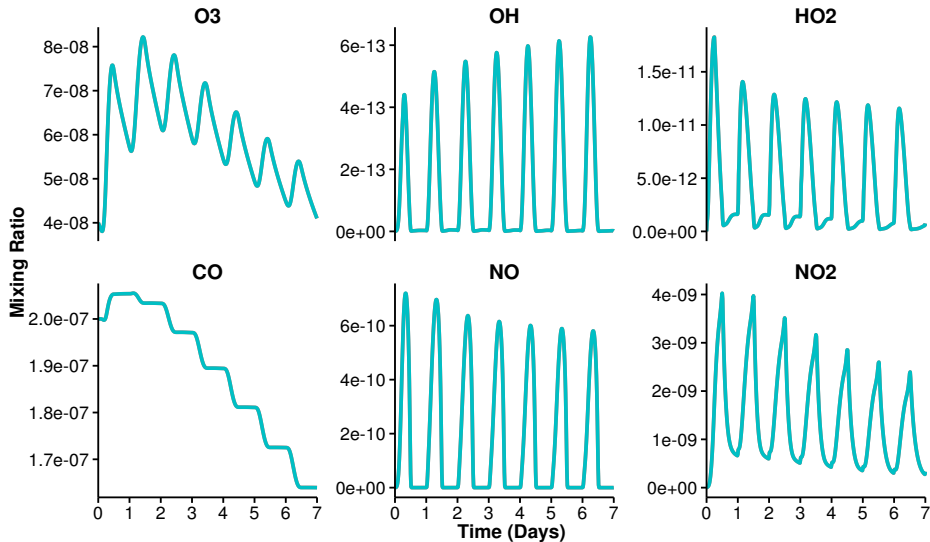 O3
OH
HO2
8e-08
7e-08
6e-08
5e-08
4e-08
6e-13
4e-13
2e-13
0e+00
1.5e-11
1.0e-11
5.0e-12
0.0e+00
Mixing Ratio
CO
NO
NO2
2.0e-07
1.9e-07
1.8e-07
1.7e-07
6e-10
4e-10
2e-10
0e+00
4e-09
3e-09
2e-09
1e-09
0e+00
0 1 2 3 4 5 6 7
0 1 2 3 4 5 6 7
0 1 2 3 4 5 6 7
Time (Days)